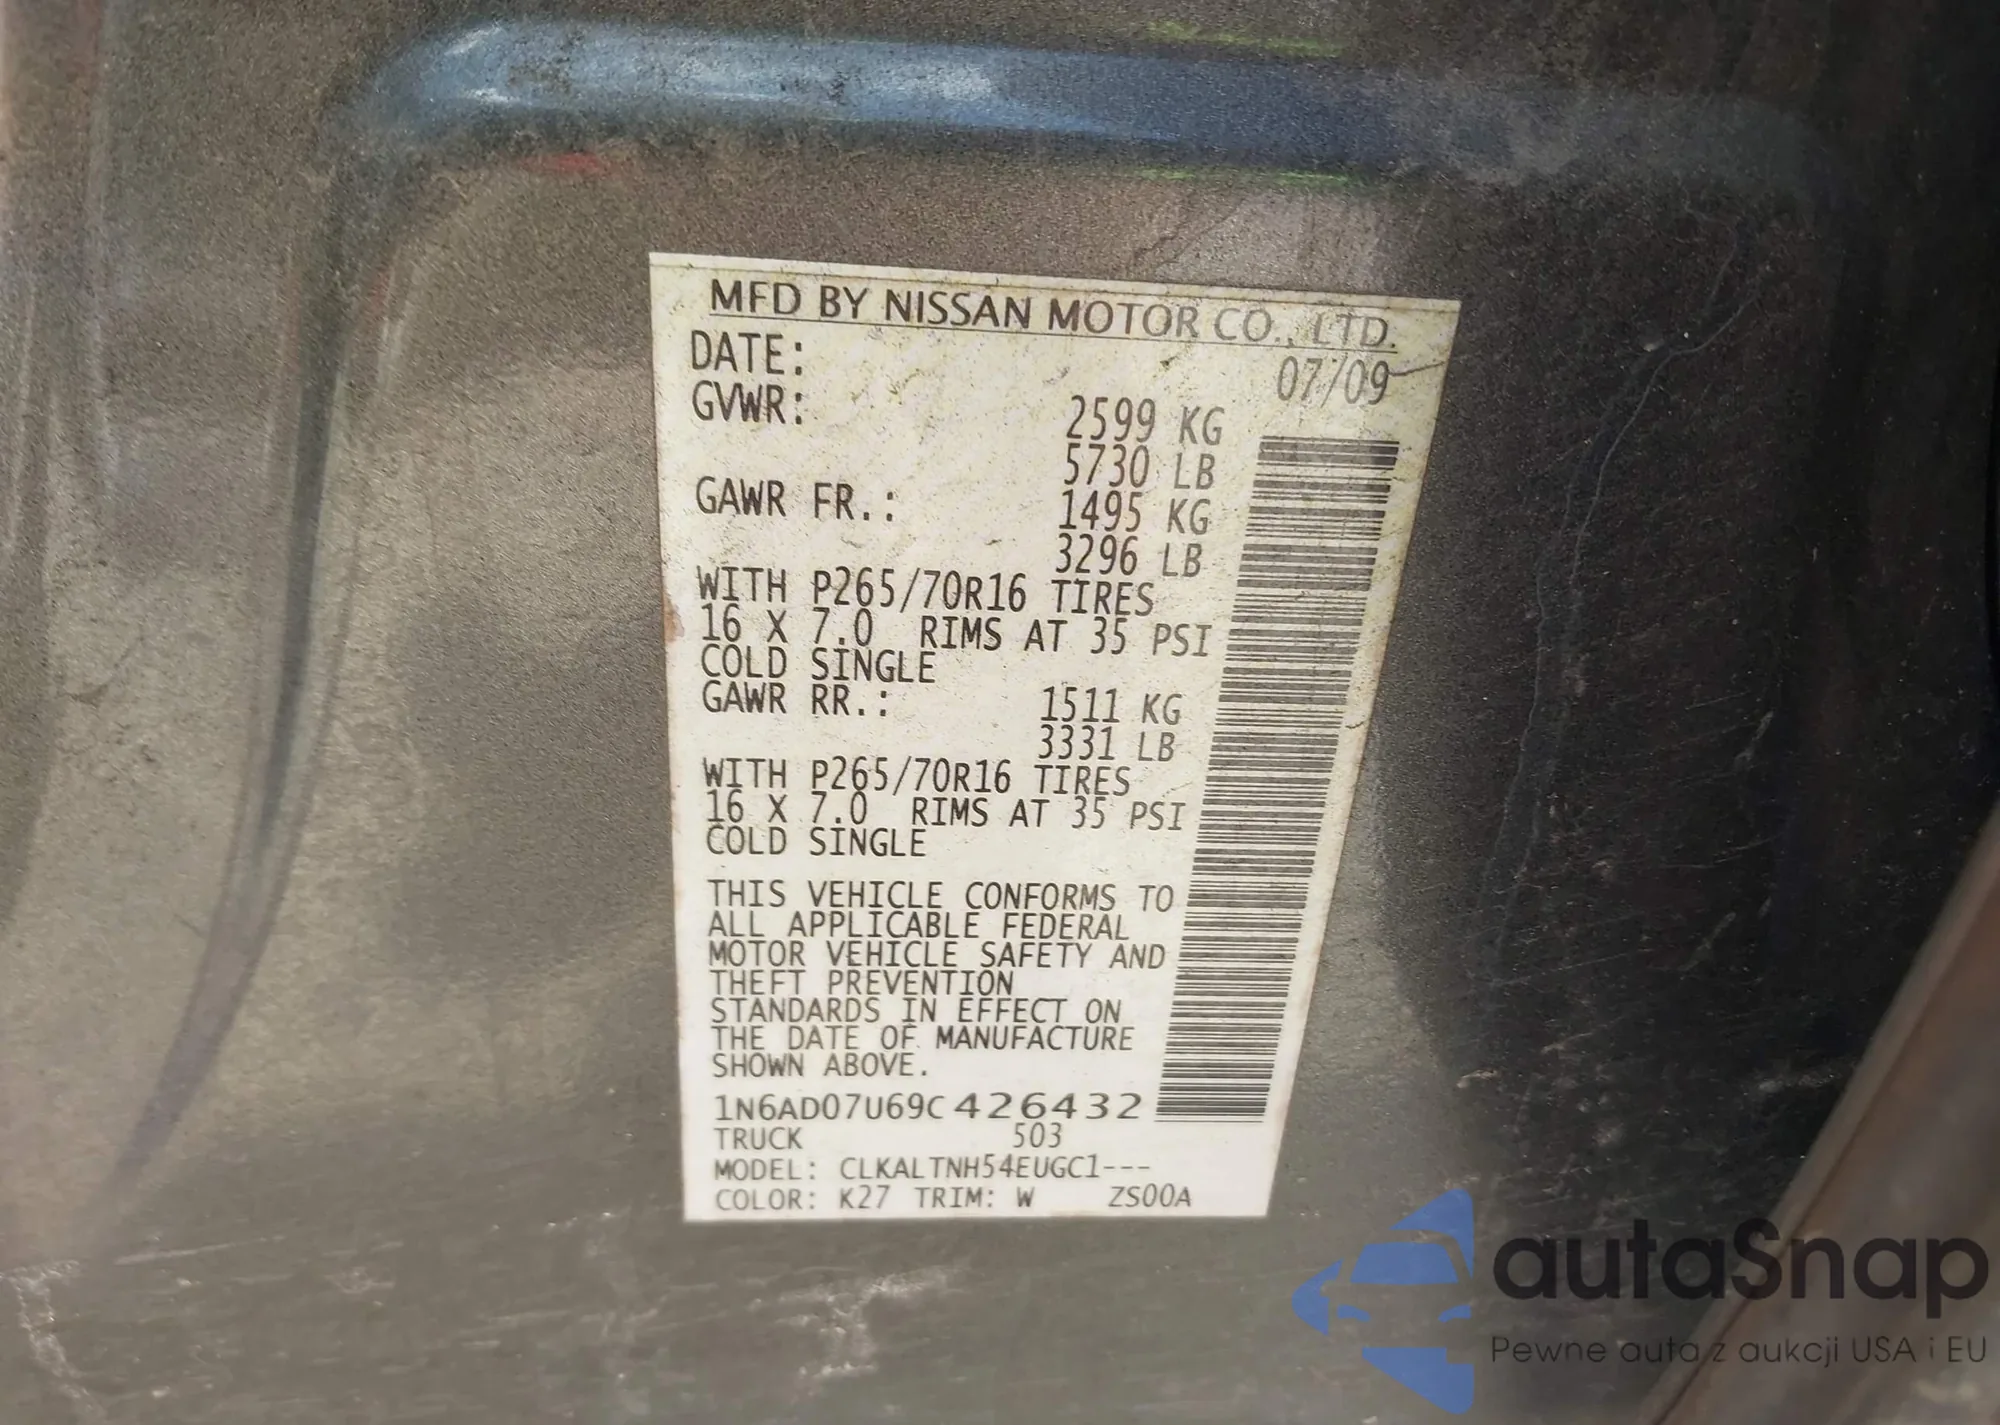 MFD BY NISSAN MOTOR CO., LTD.
DATE: 07/09
GVWR: 2599 KG
5730 LB
GAWR FR.: 1495 KG
3296 LB
WITH P265/70R16 TIRES
16 X 7.0 RIMS AT 35 PSI
COLD SINGLE
GAWR RR.: 1511 KG
3331 LB
WITH P265/70R16 TIRES
16 X 7.0 RIMS AT 35 PSI
COLD SINGLE
THIS VEHICLE CONFORMS TO
ALL APPLICABLE FEDERAL
MOTOR VEHICLE SAFETY AND
THEFT PREVENTION
STANDARDS IN EFFECT ON
THE DATE OF MANUFACTURE
SHOWN ABOVE.
1N6AD07U69C426432
TRUCK 503
MODEL: CLKALTNH54EUGC1---
COLOR: K27 TRIM: W ZS00A
autaSnap
Pewne auta z aukcji USA i EU